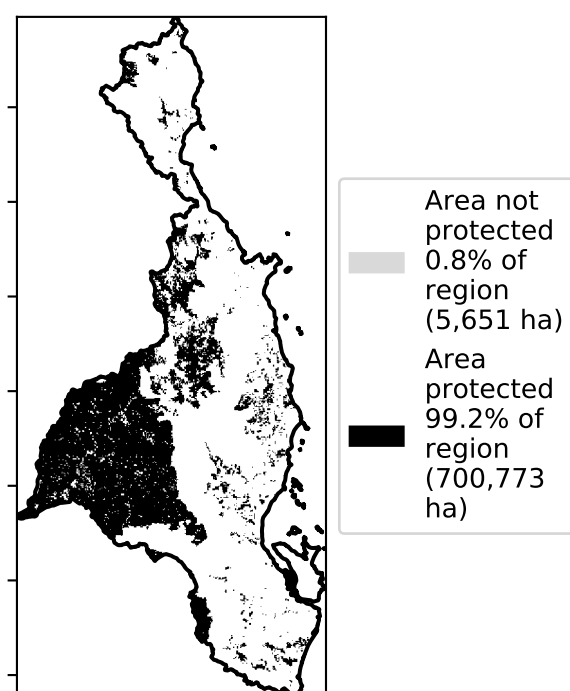 Area not
protected
0.8% of
region
(5,651 ha)
Area
protected
99.2% of
region
(700,773
ha)